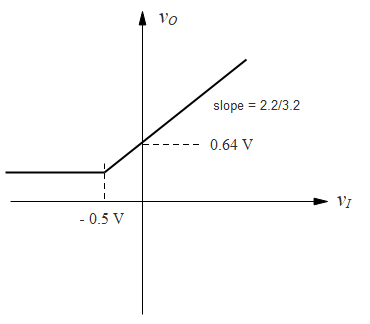 v_O
slope = 2.2/3.2
0.64 V
v_I
- 0.5 V